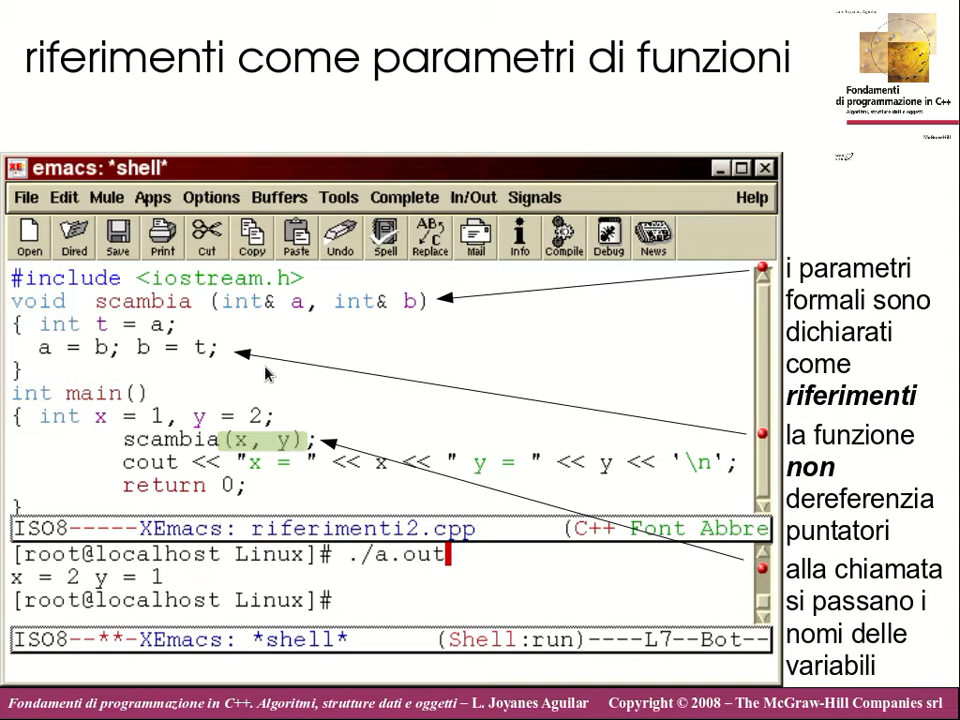 riferimenti come parametri di funzioni
Fondamenti
di programmazione in C++
Algoritmi, strutture dati e oggetti
emacs: *shell*
File Edit Mule Apps Options Buffers Tools Complete In/Out Signals Help
Open Dired Save Print Cut Copy Paste Undo Spell Replace Mail Info Compile Debug News
#include <iostream.h>
void scambia (int& a, int& b)
{ int t = a;
a = b; b = t;
}
int main()
{ int x = 1, y = 2;
scambia(x, y);
cout << "x = " << x << " y = " << y << '\n';
return 0;
}
ISO8-----XEmacs: riferimenti2.cpp (C++ Font Abbre
[root@localhost Linux]# ./a.out
x = 2 y = 1
[root@localhost Linux]#
ISO8--**-XEmacs: *shell* (Shell:run)----L7--Bot--
i parametri
formali sono
dichiarati
come
riferimenti
la funzione
non
dereferenzia
puntatori
alla chiamata
si passano i
nomi delle
variabili
Fondamenti di programmazione in C++. Algoritmi, strutture dati e oggetti – L. Joyanes Aguilar Copyright © 2008 – The McGraw-Hill Companies srl